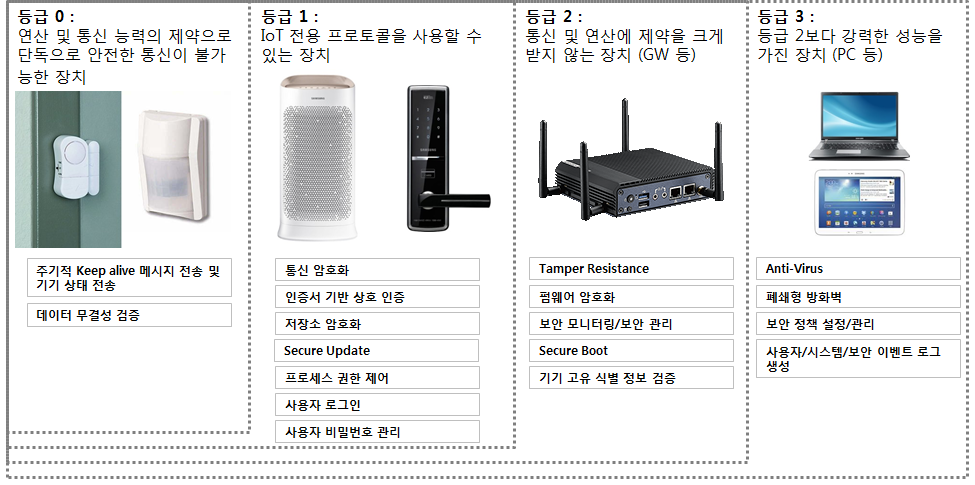 등급 0 :
연산 및 통신 능력의 제약으로
단독으로 안전한 통신이 불가
능한 장치
주기적 Keep alive 메시지 전송 및
기기 상태 전송
데이터 무결성 검증
등급 1 :
IoT 전용 프로토콜을 사용할 수
있는 장치
통신 암호화
인증서 기반 상호 인증
저장소 암호화
Secure Update
프로세스 권한 제어
사용자 로그인
사용자 비밀번호 관리
등급 2 :
통신 및 연산에 제약을 크게
받지 않는 장치 (GW 등)
Tamper Resistance
펌웨어 암호화
보안 모니터링/보안 관리
Secure Boot
기기 고유 식별 정보 검증
등급 3 :
등급 2보다 강력한 성능을
가진 장치 (PC 등)
Anti-Virus
폐쇄형 방화벽
보안 정책 설정/관리
사용자/시스템/보안 이벤트 로그
생성